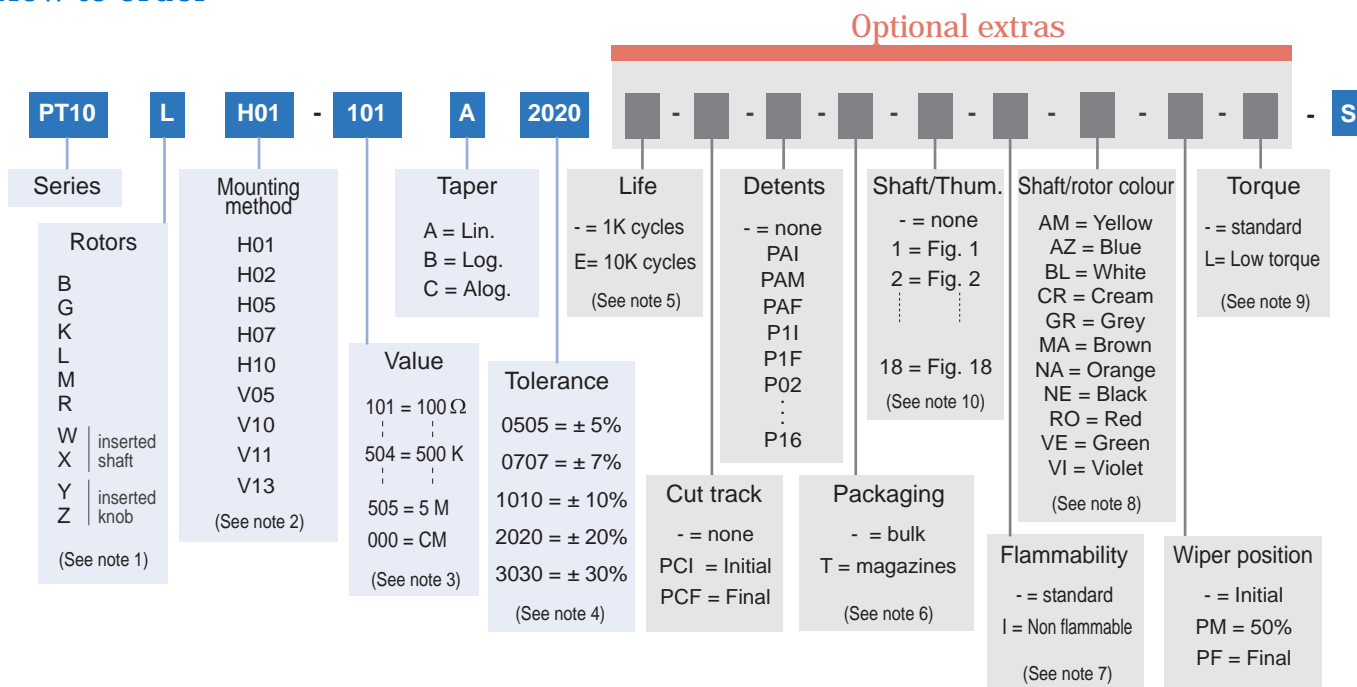 Optional extras
PT10 L H01 - 101 A 2020 - - - - - - - - - S
Series
Rotors
B
G
K
L
M
R
W
X
inserted
shaft
Y
Z
inserted
knob
(See note 1)
Mounting
method
H01
H02
H05
H07
H10
V05
V10
V11
V13
(See note 2)
Value
101 = 100 Ω
504 = 500 K
505 = 5 M
000 = CM
(See note 3)
Taper
A = Lin.
B = Log.
C = Alog.
Tolerance
0505 = ± 5%
0707 = ± 7%
1010 = ± 10%
2020 = ± 20%
3030 = ± 30%
(See note 4)
Life
- = 1K cycles
E= 10K cycles
(See note 5)
Cut track
- = none
PCI = Initial
PCF = Final
Detents
- = none
PAI
PAM
PAF
P1I
P1F
P02
:
P16
Packaging
- = bulk
T = magazines
(See note 6)
Shaft/Thum.
- = none
1 = Fig. 1
2 = Fig. 2
18 = Fig. 18
(See note 10)
Flammability
- = standard
I = Non flammable
(See note 7)
Shaft/rotor colour
AM = Yellow
AZ = Blue
BL = White
CR = Cream
GR = Grey
MA = Brown
NA = Orange
NE = Black
RO = Red
VE = Green
VI = Violet
(See note 8)
Wiper position
- = Initial
PM = 50%
PF = Final
Torque
- = standard
L= Low torque
(See note 9)